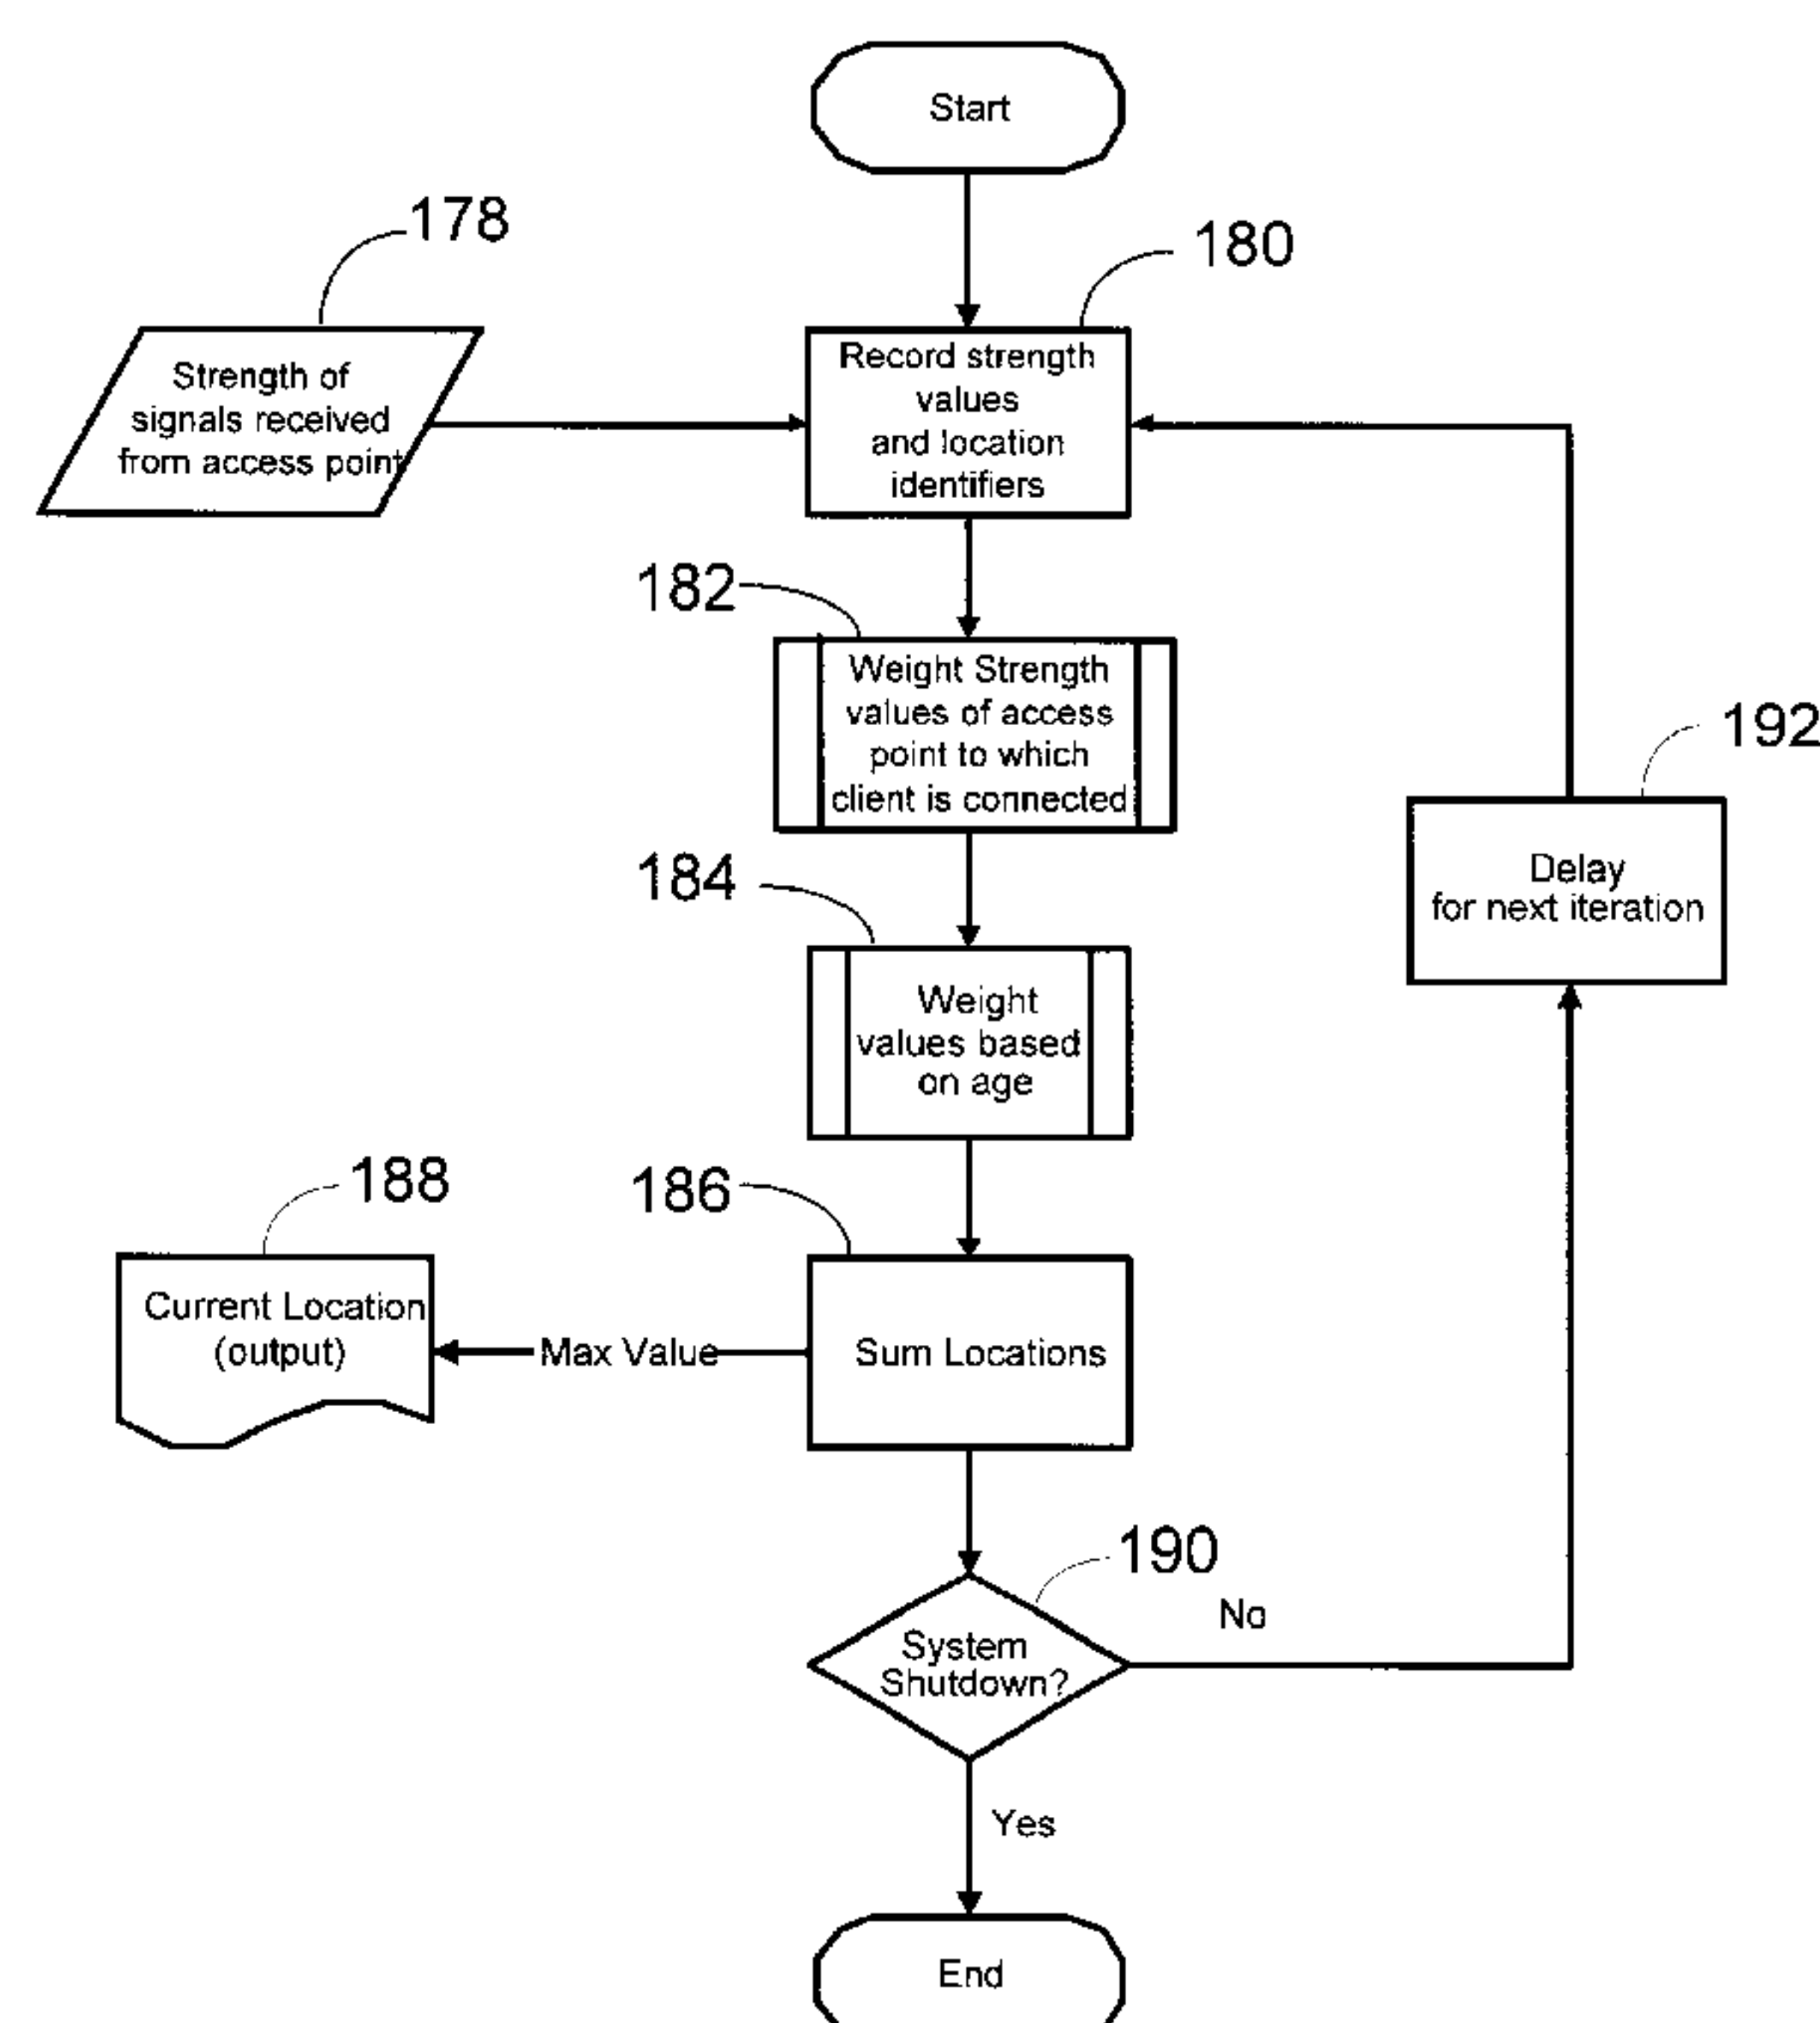 Start
178
180
Strength of
signals received
from access point
Record strength
values
and location
identifiers
182
Weight Strength
values of access
point to which
client is connected
192
Delay
for next iteration
184
Weight
values based
on age
188
186
Current Location
(output)
Max Value
Sum Locations
190
No
System
Shutdown?
Yes
End